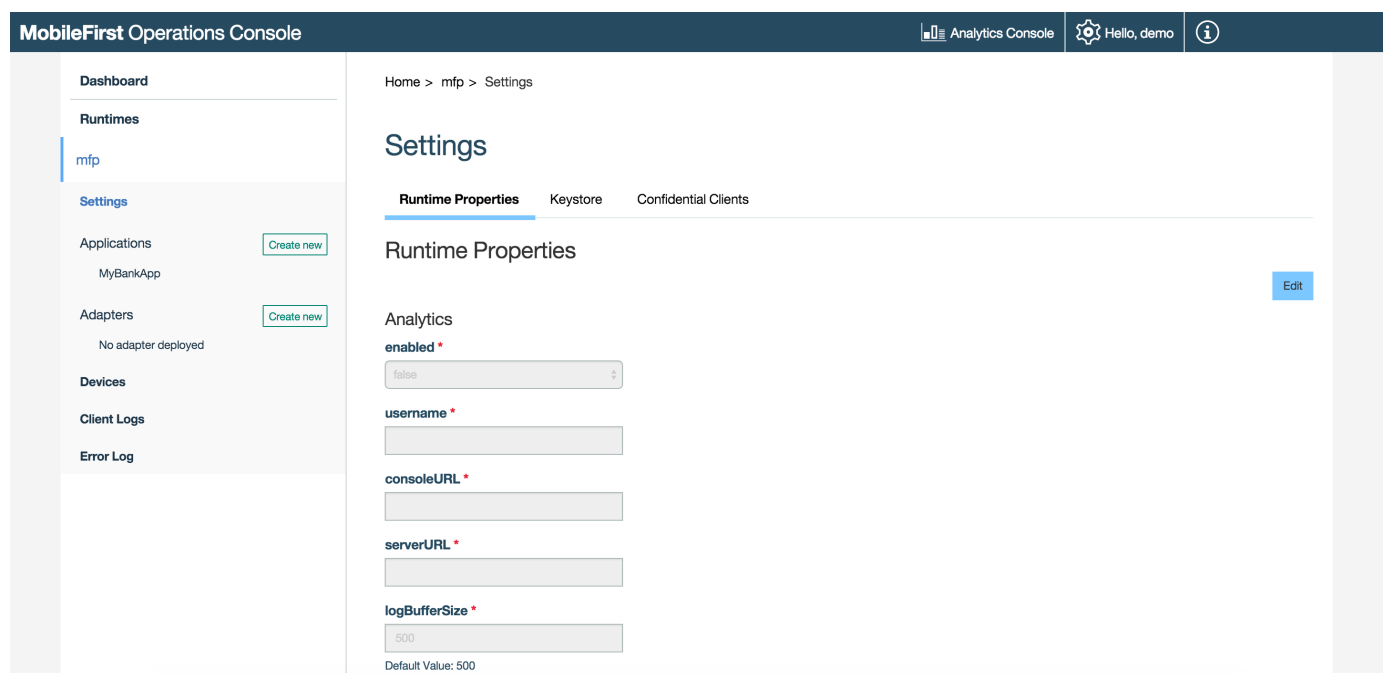 MobileFirst Operations Console
Analytics Console
Hello, demo
Dashboard
Runtimes
mfp
Settings
Applications
Create new
MyBankApp
Adapters
Create new
No adapter deployed
Devices
Client Logs
Error Log
Home > mfp > Settings
Settings
Runtime Properties Keystore Confidential Clients
Runtime Properties
Edit
Analytics
enabled *
false
username *
consoleURL *
serverURL *
logBufferSize *
500
Default Value: 500